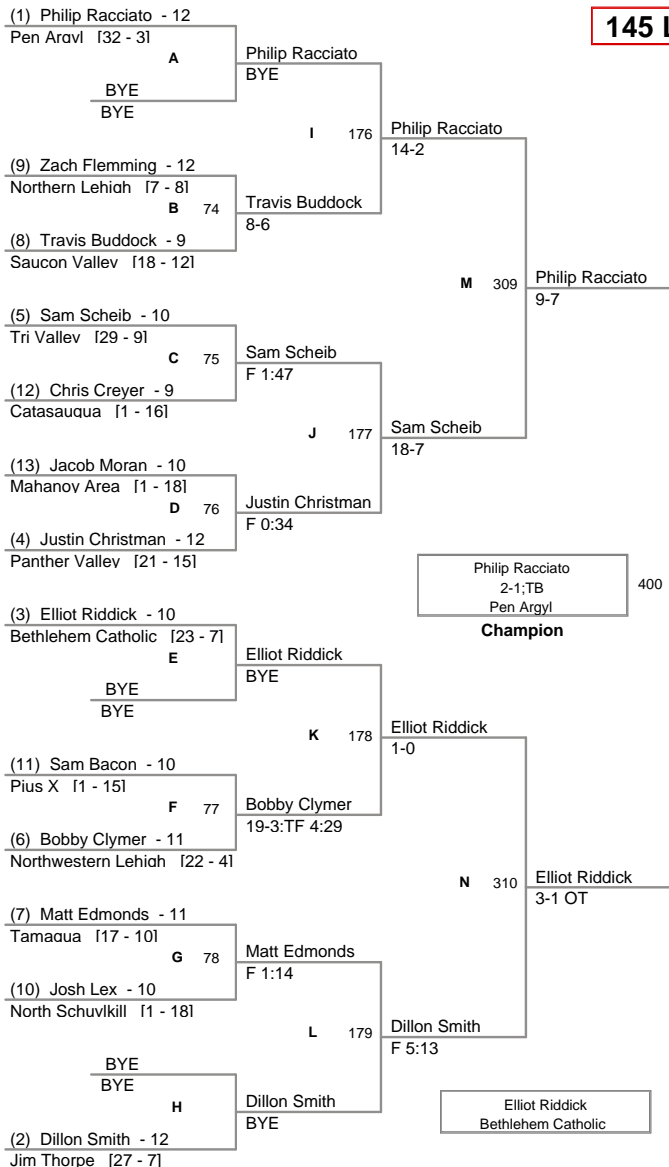 (1) Philip Racciato - 12
Pen Argyl [32 - 3]
A
BYE
BYE
Philip Racciato
BYE
145 L
I 176
Philip Racciato
14-2
(9) Zach Flemming - 12
Northern Lehigh [7 - 8]
B 74
(8) Travis Buddock - 9
Saucon Valley [18 - 12]
Travis Buddock
8-6
M 309
Philip Racciato
9-7
(5) Sam Scheib - 10
Tri Valley [29 - 9]
C 75
(12) Chris Creyer - 9
Catasauqua [1 - 16]
Sam Scheib
F 1:47
J 177
Sam Scheib
18-7
(13) Jacob Moran - 10
Mahanoy Area [1 - 18]
D 76
(4) Justin Christman - 12
Panther Valley [21 - 15]
Justin Christman
F 0:34
Philip Racciato
2-1;TB
Pen Argyl
400
Champion
(3) Elliot Riddick - 10
Bethlehem Catholic [23 - 7]
E
BYE
BYE
Elliot Riddick
BYE
K 178
Elliot Riddick
1-0
(11) Sam Bacon - 10
Pius X [1 - 15]
F 77
(6) Bobby Clymer - 11
Northwestern Lehigh [22 - 4]
Bobby Clymer
19-3:TF 4:29
N 310
Elliot Riddick
3-1 OT
(7) Matt Edmonds - 11
Tamaqua [17 - 10]
G 78
(10) Josh Lex - 10
North Schuylkill [1 - 18]
Matt Edmonds
F 1:14
L 179
Dillon Smith
F 5:13
BYE
BYE
H
(2) Dillon Smith - 12
Jim Thorpe [27 - 7]
Dillon Smith
BYE
Elliot Riddick
Bethlehem Catholic